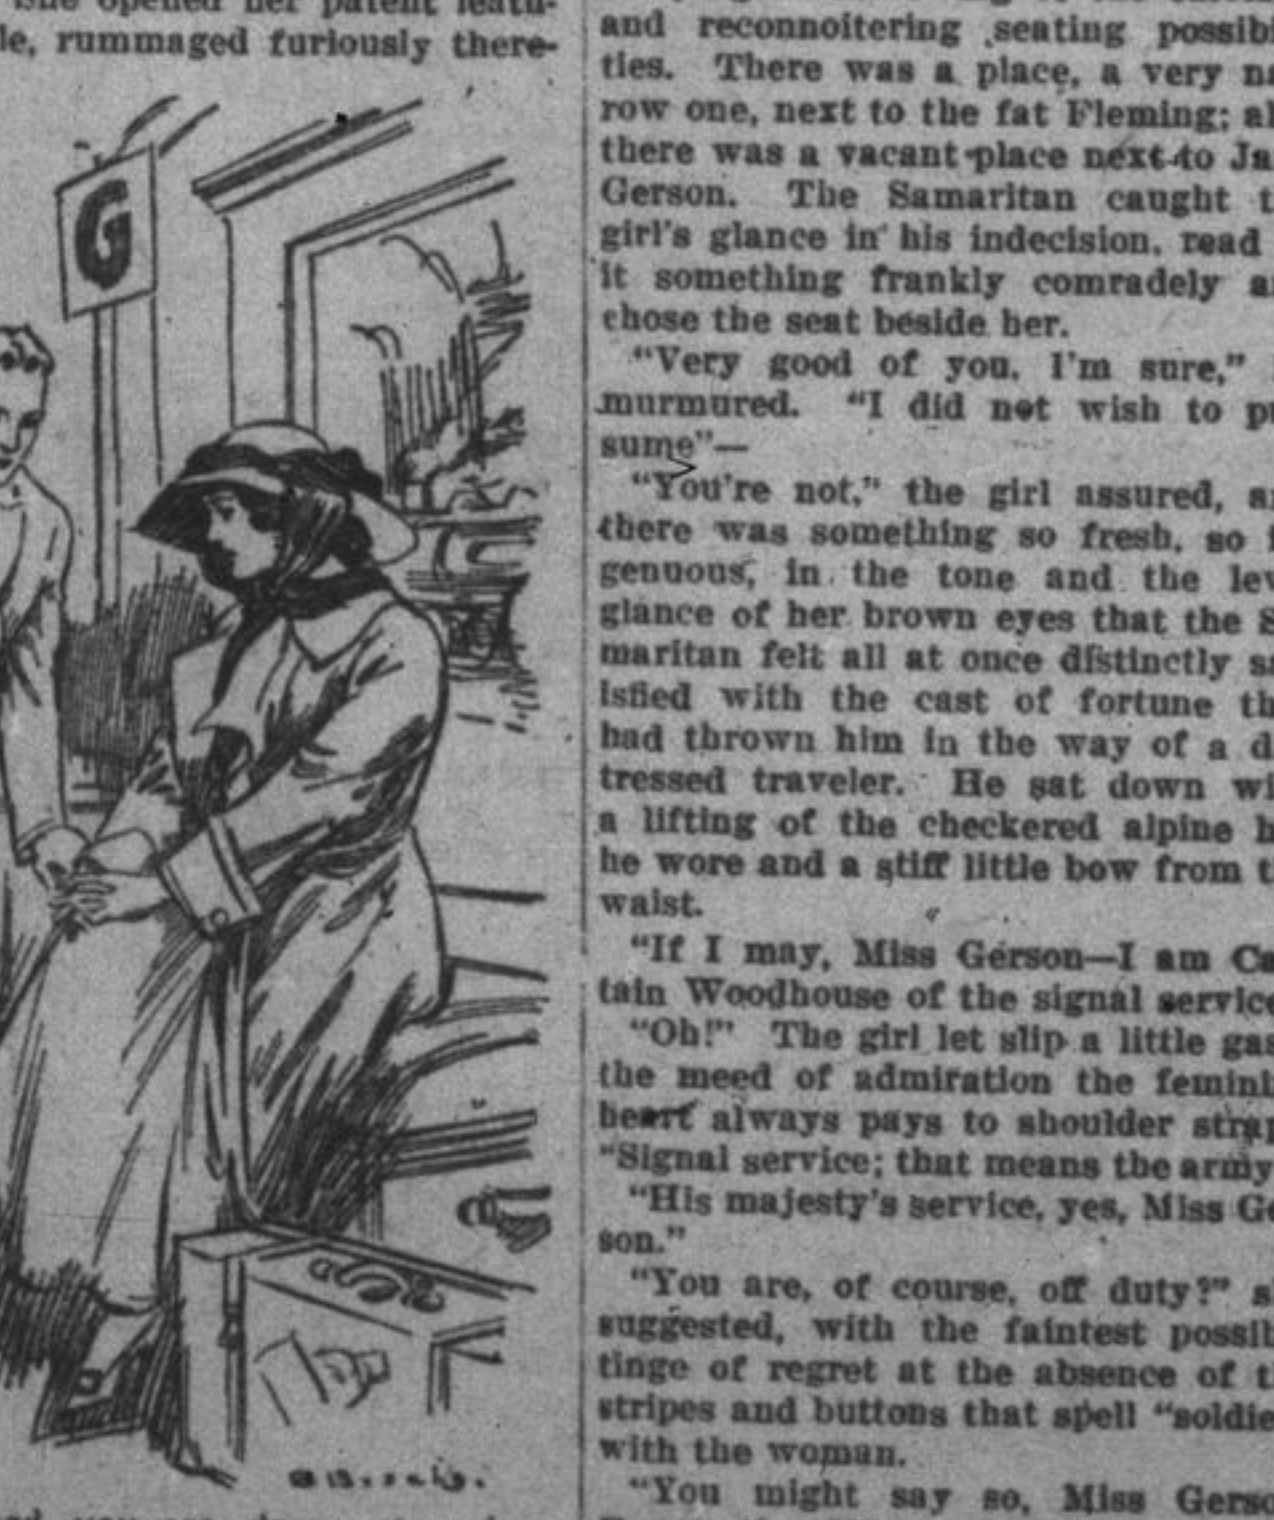 she opened her patent leath-
le, rummaged furiously there-
G
and reconnoitering seating possibi
ties. There was a place, a very na
row one, next to the fat Fleming; al
there was a vacant place next to Ja
Gerson. The Samaritan caught t
girl's glance in his indecision, read
it something frankly comradely a
chose the seat beside her.
"Very good of you, I'm sure,"
murmured. "I did not wish to p
sume"—
"You're not," the girl assured, a
there was something so fresh, so i
genuous, in the tone and the lev
glance of her brown eyes that the S
maritan felt all at once distinctly sa
isfied with the cast of fortune th
had thrown him in the way of a d
tressed traveler. He sat down wi
a lifting of the checkered alpine h
he wore and a stiff little bow from t
waist.
"If I may, Miss Gerson—I am Ca
tain Woodhouse of the signal service
"Oh!" The girl let slip a little gas
the meed of admiration the femini
heart always pays to shoulder strap
"Signal service; that means the army
"His majesty's service, yes, Miss Ge
son."
"You are, of course, off duty?" s
suggested, with the faintest possib
tinge of regret at the absence of t
stripes and buttons that spell "soldie
with the woman.
"You might say so, Miss Gerso